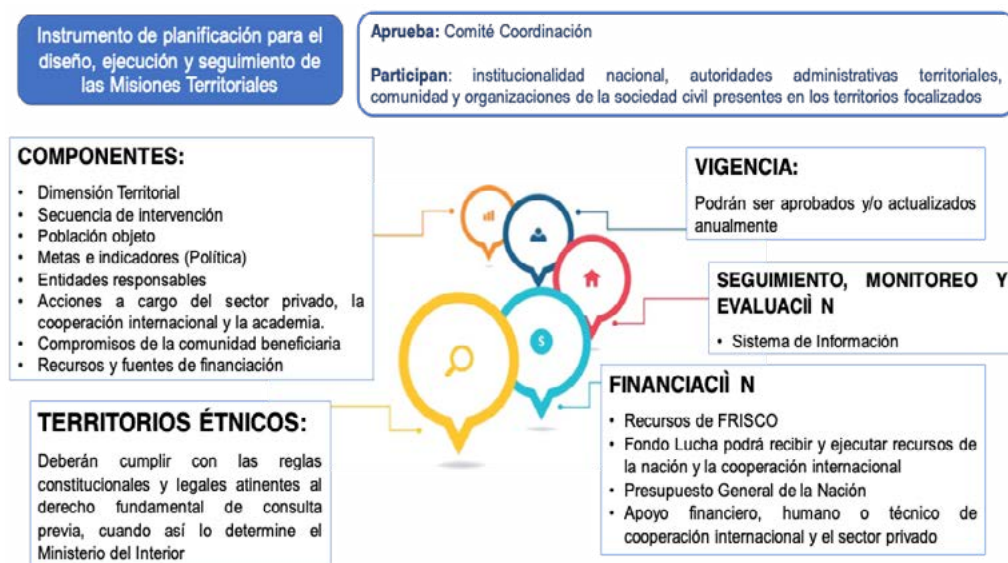 Instrumento de planificación para el
diseño, ejecución y seguimiento de
las Misiones Territoriales
Aprueba: Comité Coordinación
Participan: institucionalidad nacional, autoridades administrativas territoriales,
comunidad y organizaciones de la sociedad civil presentes en los territorios focalizados
COMPONENTES:
• Dimensión Territorial
• Secuencia de intervención
• Población objeto
• Metas e indicadores (Política)
• Entidades responsables
• Acciones a cargo del sector privado, la
cooperación internacional y la academia.
• Compromisos de la comunidad beneficiaria
• Recursos y fuentes de financiación
TERRITORIOS ÉTNICOS:
Deberán cumplir con las reglas
constitucionales y legales atinentes al
derecho fundamental de consulta
previa, cuando así lo determine el
Ministerio del Interior
$
VIGENCIA:
Podrán ser aprobados y/o actualizados
anualmente
SEGUIMIENTO, MONITOREO Y
EVALUACIÌ N
• Sistema de Información
FINANCIACIÌ N
• Recursos de FRISCO
• Fondo Lucha podrá recibir y ejecutar recursos de
la nación y la cooperación internacional
• Presupuesto General de la Nación
• Apoyo financiero, humano o técnico de
cooperación internacional y el sector privado